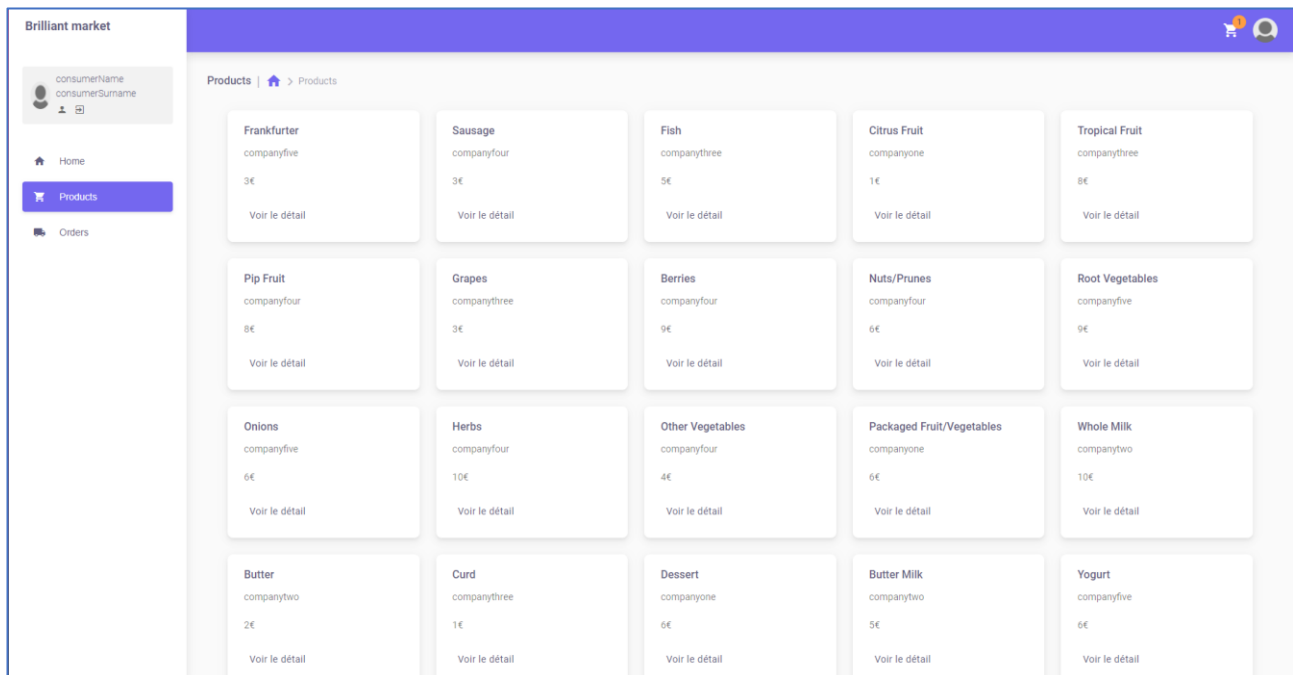 Brilliant market
1
consumerName
consumerSurname
Home
Products
Orders
Products | > Products
Frankfurter
companyfive
3€
Voir le détail
Sausage
companyfour
3€
Voir le détail
Fish
companythree
5€
Voir le détail
Citrus Fruit
companyone
1€
Voir le détail
Tropical Fruit
companythree
8€
Voir le détail
Pip Fruit
companyfour
8€
Voir le détail
Grapes
companythree
3€
Voir le détail
Berries
companyfour
9€
Voir le détail
Nuts/Prunes
companyfour
6€
Voir le détail
Root Vegetables
companyfive
9€
Voir le détail
Onions
companyfive
6€
Voir le détail
Herbs
companyfour
10€
Voir le détail
Other Vegetables
companyfour
4€
Voir le détail
Packaged Fruit/Vegetables
companyone
6€
Voir le détail
Whole Milk
companytwo
10€
Voir le détail
Butter
companytwo
2€
Voir le détail
Curd
companythree
1€
Voir le détail
Dessert
companyone
6€
Voir le détail
Butter Milk
companytwo
5€
Voir le détail
Yogurt
companyfive
6€
Voir le détail